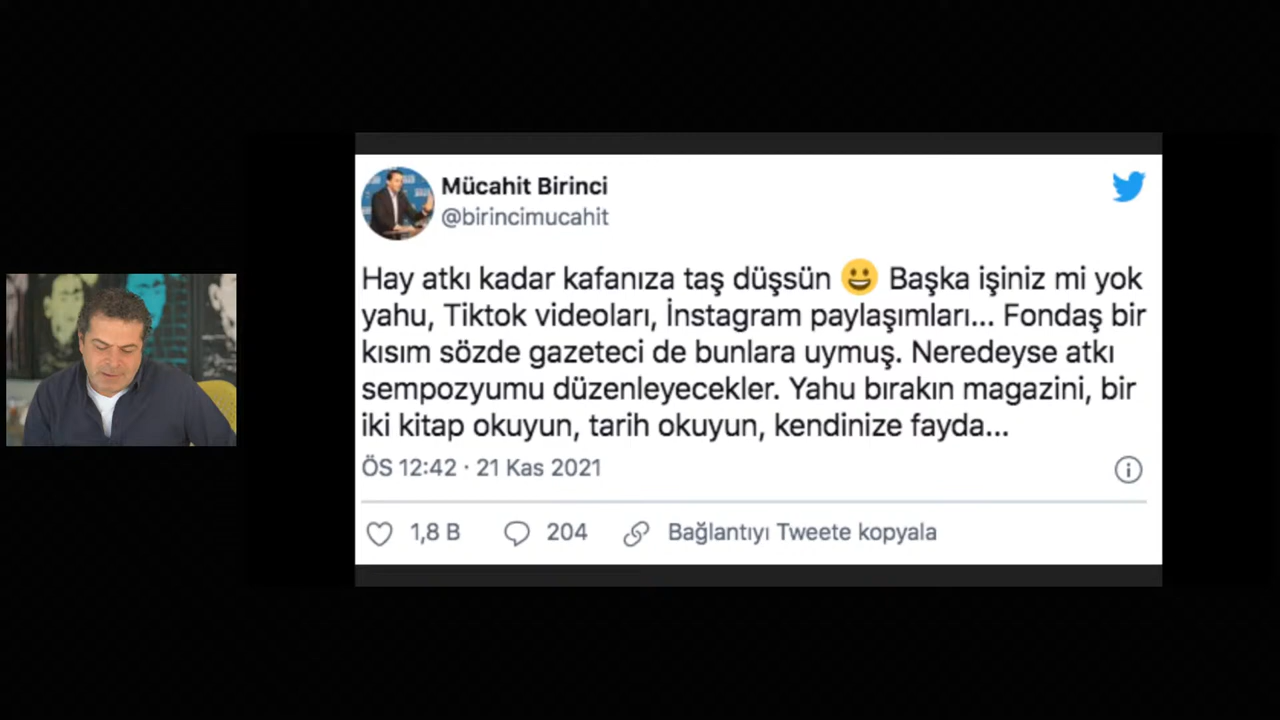 Mücahit Birinci
@birincimucahit
Hay atkı kadar kafanıza taş düşsün 😀 Başka işiniz mi yok
yahu, Tiktok videoları, İnstagram paylaşımları... Fondaş bir
kısım sözde gazeteci de bunlara uymuş. Neredeyse atkı
sempozyumu düzenleyecekler. Yahu bırakın magazini, bir
iki kitap okuyun, tarih okuyun, kendinize fayda...
ÖS 12:42 · 21 Kas 2021
1,8 B 204 Bağlantıyı Tweete kopyala